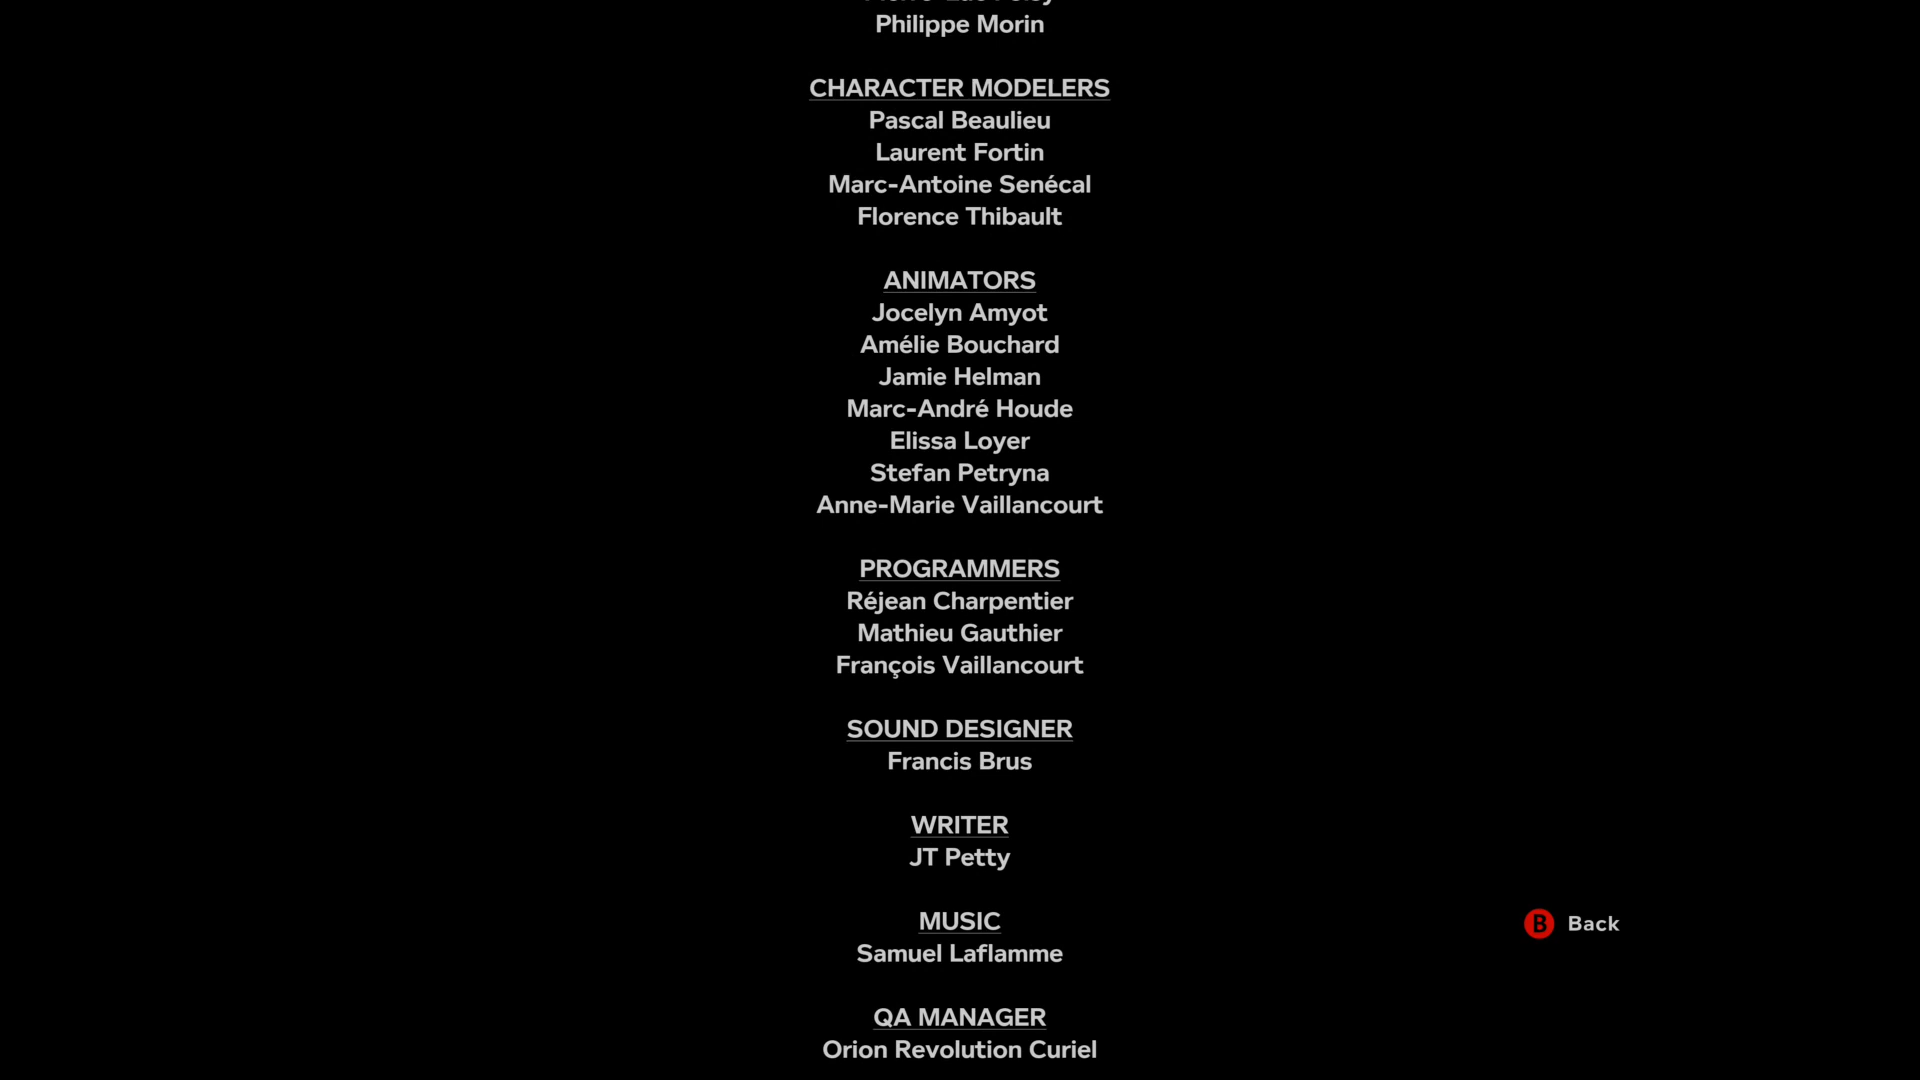 Philippe Morin
CHARACTER MODELERS
Pascal Beaulieu
Laurent Fortin
Marc-Antoine Senécal
Florence Thibault
ANIMATORS
Jocelyn Amyot
Amélie Bouchard
Jamie Helman
Marc-André Houde
Elissa Loyer
Stefan Petryna
Anne-Marie Vaillancourt
PROGRAMMERS
Réjean Charpentier
Mathieu Gauthier
François Vaillancourt
SOUND DESIGNER
Francis Brus
WRITER
JT Petty
MUSIC
Samuel Laflamme
B Back
QA MANAGER
Orion Revolution Curiel